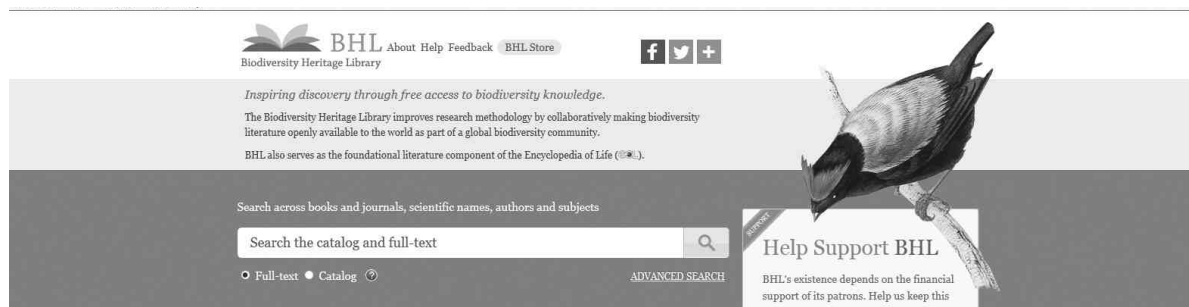 BHL About Help Feedback BHL Store
Biodiversity Heritage Library
Inspiring discovery through free access to biodiversity knowledge.
The Biodiversity Heritage Library improves research methodology by collaboratively making biodiversity
literature openly available to the world as part of a global biodiversity community.
BHL also serves as the foundational literature component of the Encyclopedia of Life ( ).
Search across books and journals, scientific names, authors and subjects
Search the catalog and full-text
Full-text Catalog ?
ADVANCED SEARCH
SUPPORT
Help Support BHL
BHL's existence depends on the financial
support of its patrons. Help us keep this